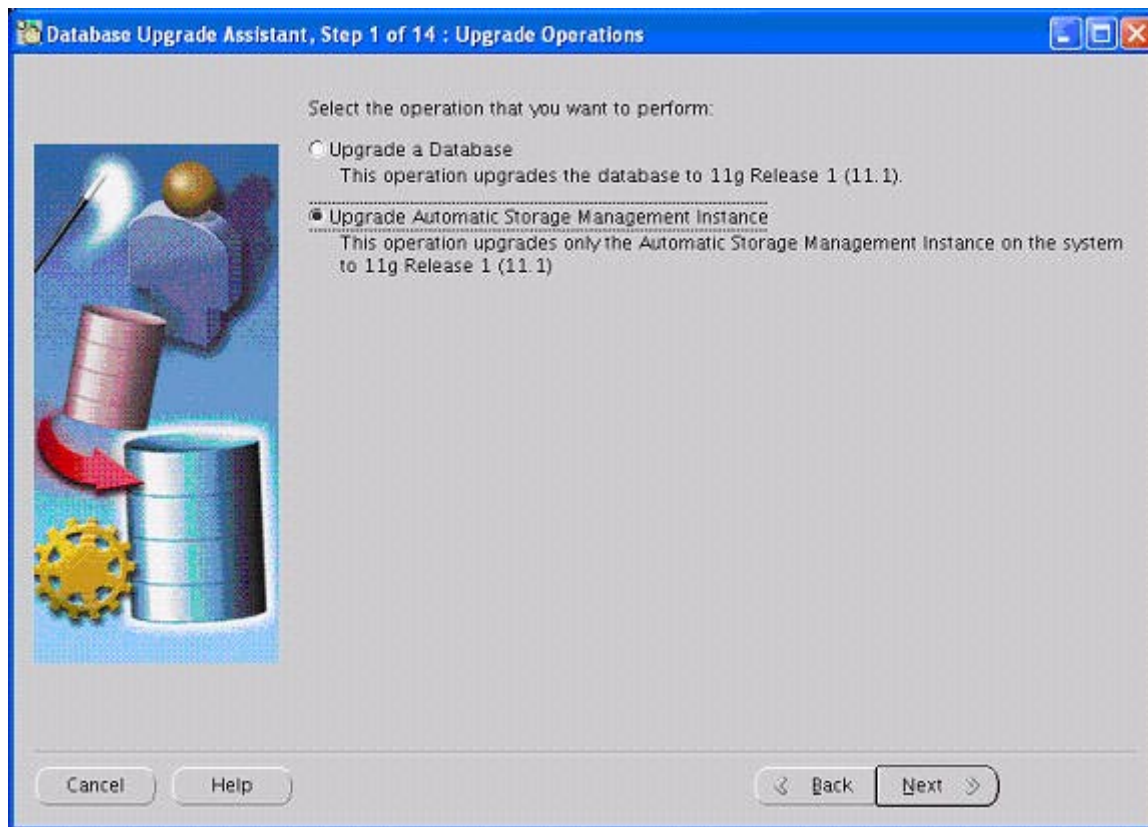 Database Upgrade Assistant, Step 1 of 14 : Upgrade Operations
Select the operation that you want to perform:
Upgrade a Database
This operation upgrades the database to 11g Release 1 (11.1).
Upgrade Automatic Storage Management Instance
This operation upgrades only the Automatic Storage Management Instance on the system
to 11g Release 1 (11.1)
Cancel
Help
Back
Next